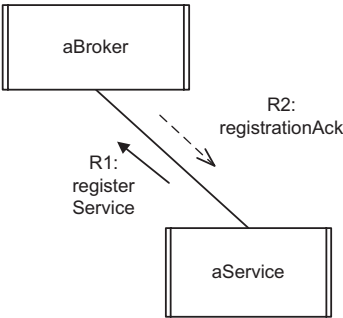 aBroker
R2:
registrationAck
R1:
register
Service
aService